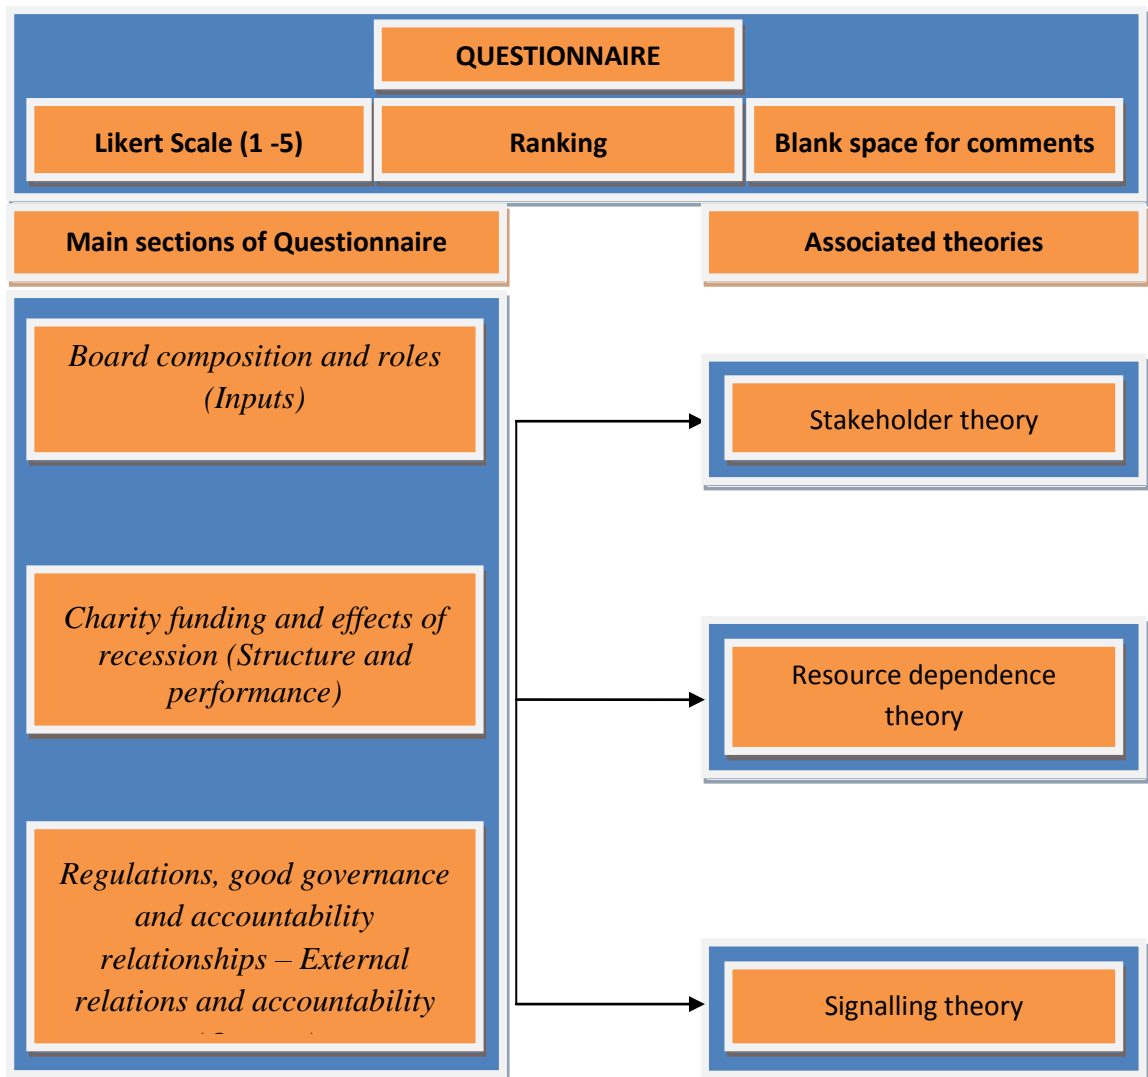 QUESTIONNAIRE
Likert Scale (1 -5)
Ranking
Blank space for comments
Main sections of Questionnaire
Associated theories
Board composition and roles
(Inputs)
Stakeholder theory
Charity funding and effects of
recession (Structure and
performance)
Resource dependence
theory
Regulations, good governance
and accountability
relationships – External
relations and accountability
Signalling theory